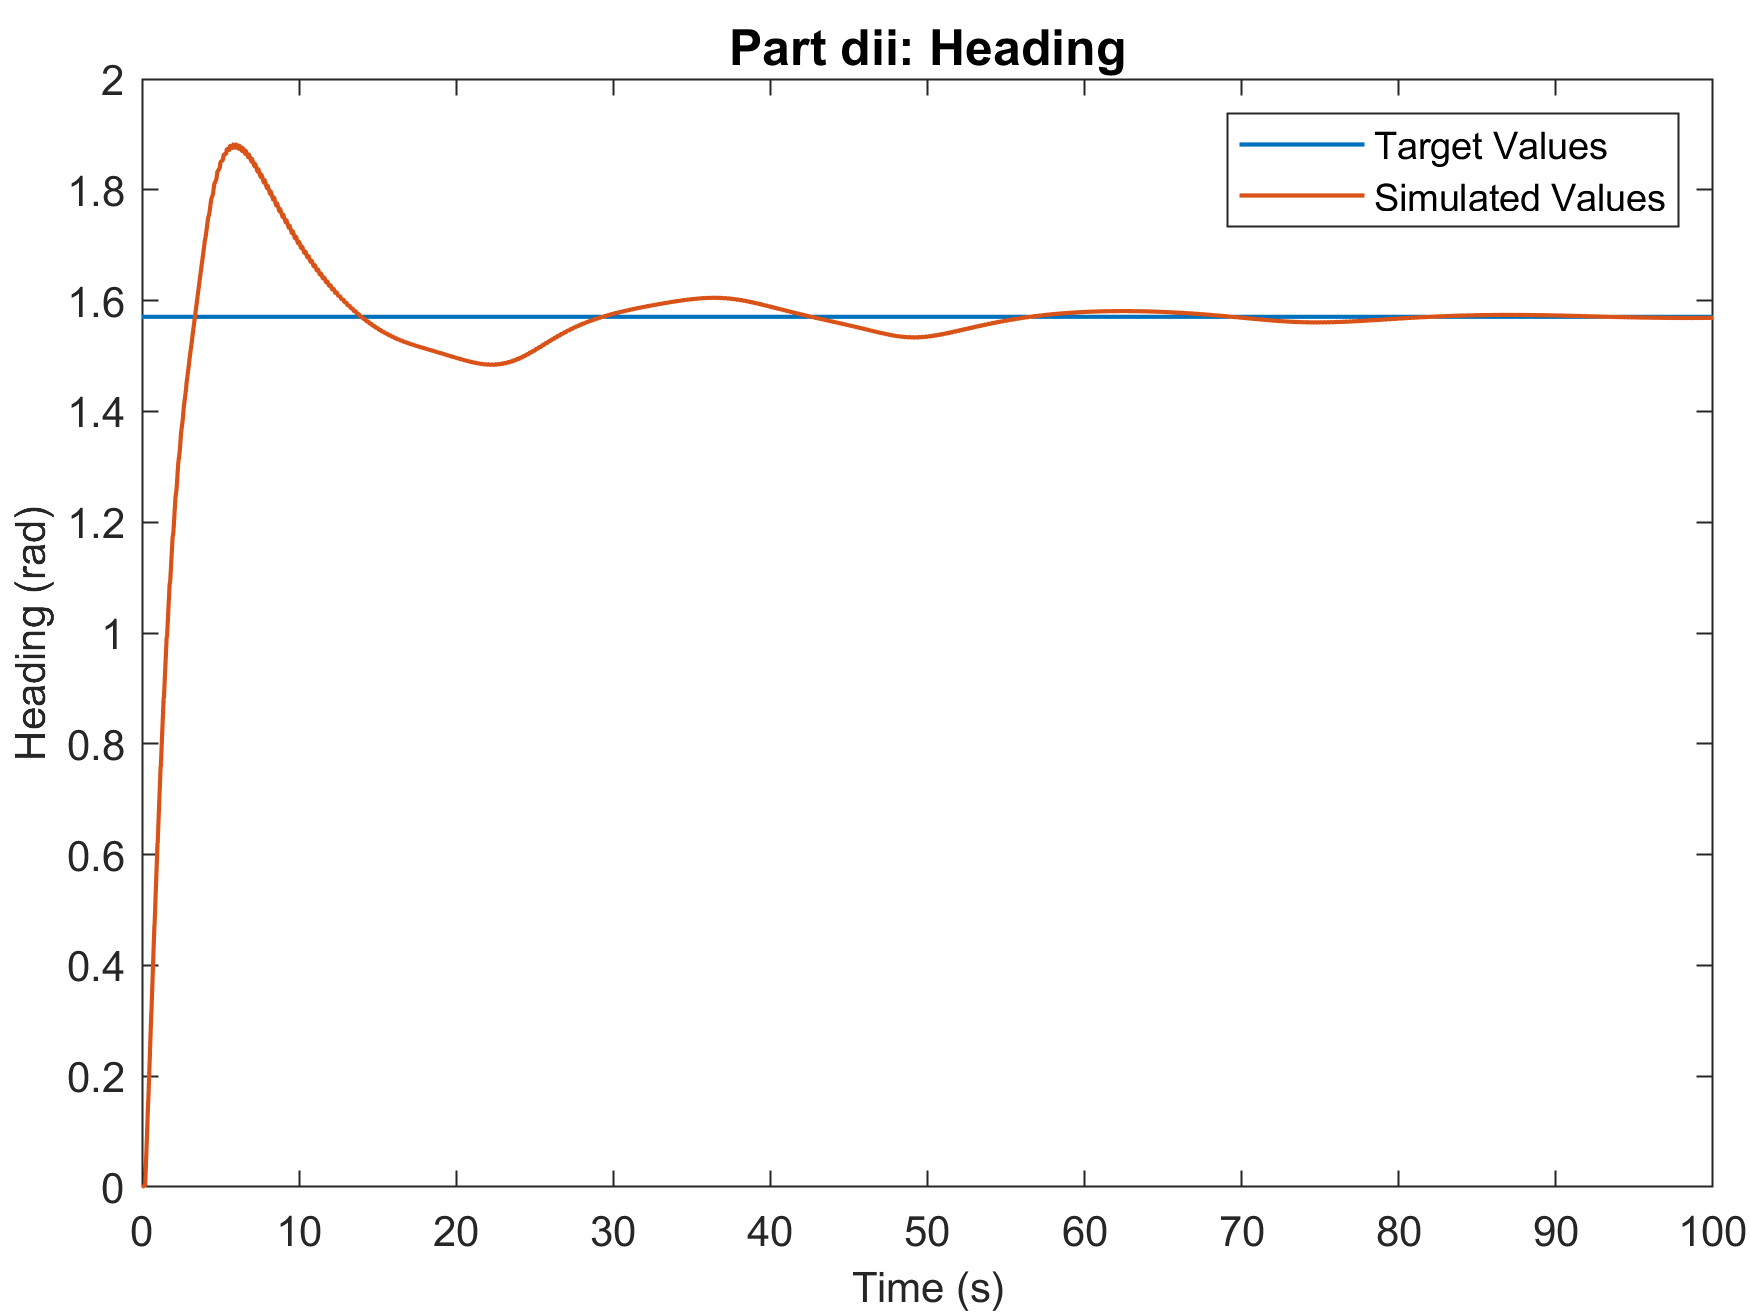 Part dii: Heading
Target Values
Simulated Values
Heading (rad)
2
1.8
1.6
1.4
1.2
1
0.8
0.6
0.4
0.2
0
0 10 20 30 40 50 60 70 80 90 100
Time (s)